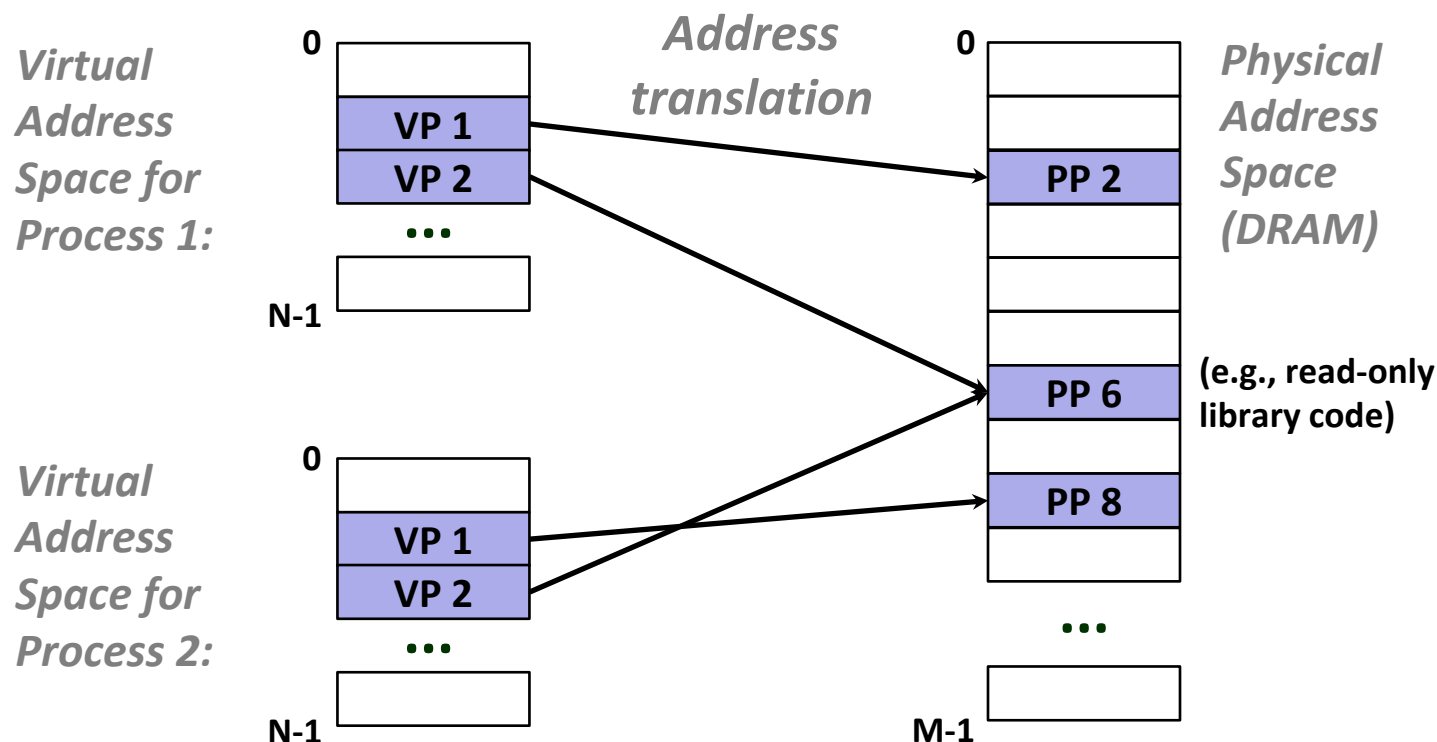 Virtual
Address
Space for
Process 1:
0
VP 1
VP 2
...
N-1
Address
translation
0
PP 2
PP 6
PP 8
...
M-1
Physical
Address
Space
(DRAM)
(e.g., read-only
library code)
Virtual
Address
Space for
Process 2:
0
VP 1
VP 2
...
N-1